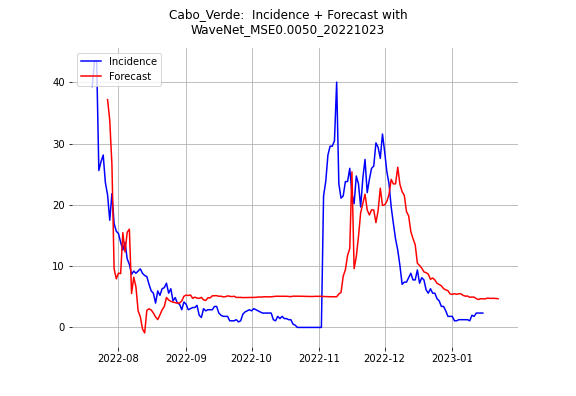 Cabo_Verde:  Incidence + Forecast with
WaveNet_MSE0.0050_20221023
Incidence
Forecast
40
30
20
10
0
2022-08
2022-09
2022-10
2022-11
2022-12
2023-01